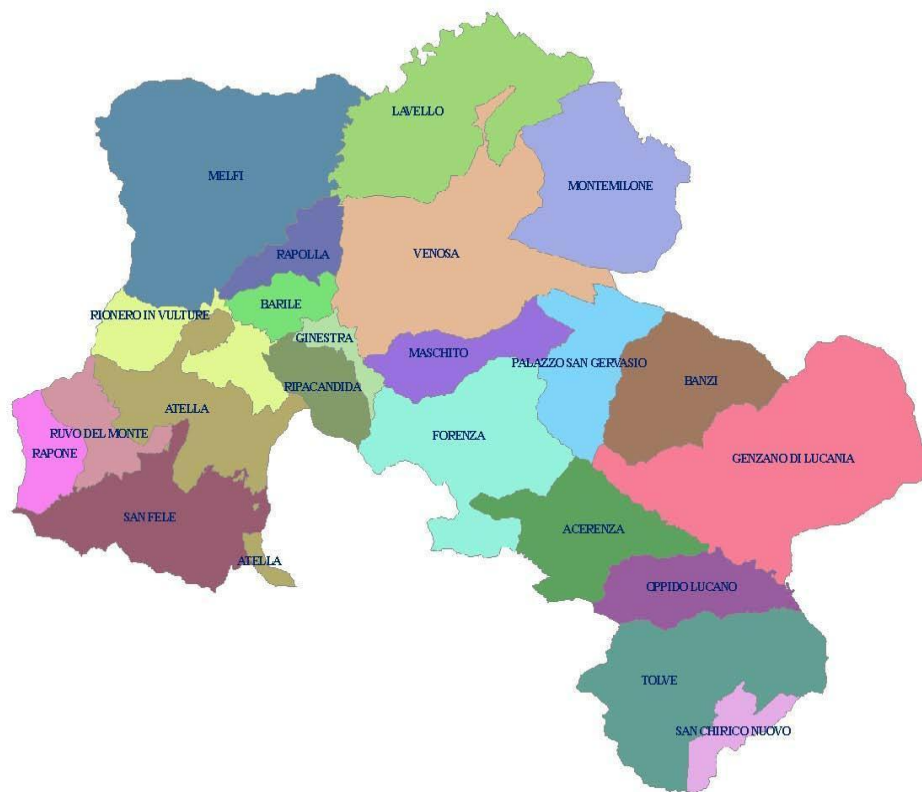 LAVELLO
MELFI
MONTEMILONE
VENOSA
RAPOLLA
BARILE
RIONERO IN VULTURE
GINESTRA
MASCHITO
PALAZZO SAN GERVASIO
BANZI
RIPACANDIDA
ATELLA
RUVO DEL MONTE
FORENZA
RAPONE
GENZANO DI LUCANIA
SAN FELE
ACERENZA
ATELLA
OPPIDO LUCANO
TOLVE
SAN CHIRICO NUOVO